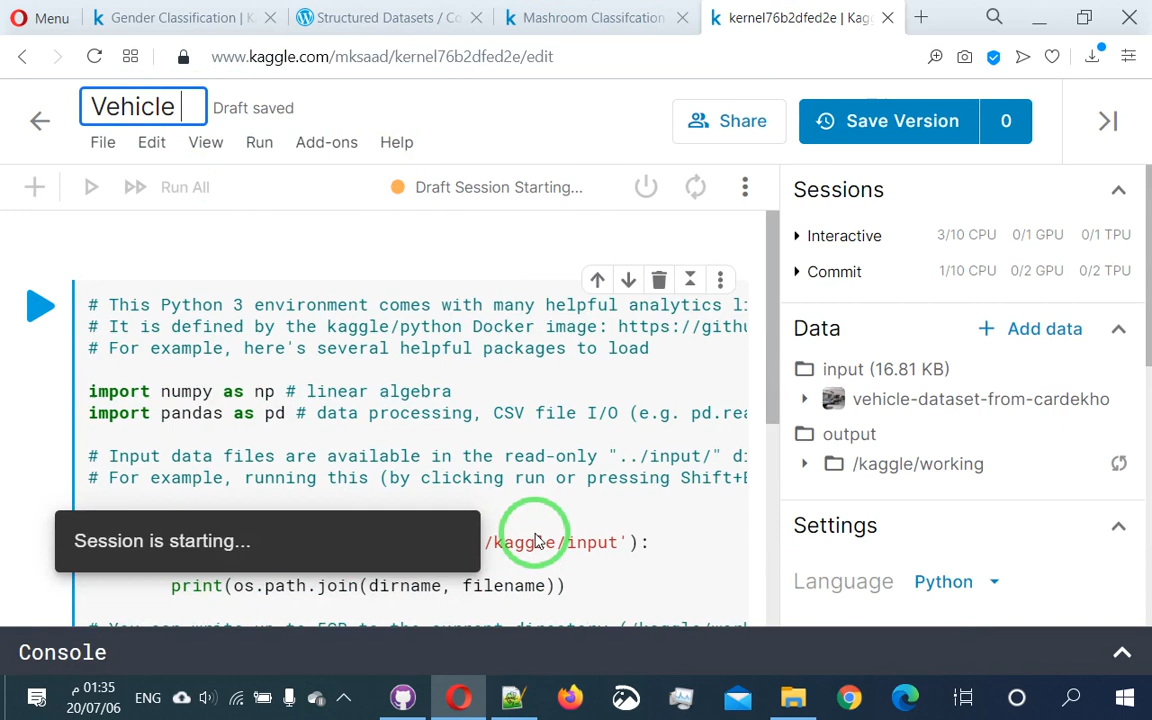 Menu
Gender Classification | K
Structured Datasets / Co
Mashroom Classifcation
kernel76b2dfed2e | Kagg
www.kaggle.com/mksaad/kernel76b2dfed2e/edit
Vehicle
Draft saved
Share
Save Version
0
File Edit View Run Add-ons Help
Run All
Draft Session Starting...
# This Python 3 environment comes with many helpful analytics li
# It is defined by the kaggle/python Docker image: https://githu
# For example, here's several helpful packages to load
import numpy as np # linear algebra
import pandas as pd # data processing, CSV file I/O (e.g. pd.rea
# Input data files are available in the read-only "../input/" di
# For example, running this (by clicking run or pressing Shift+E
/kaggle/input'):
print(os.path.join(dirname, filename))
Session is starting...
Sessions
Interactive 3/10 CPU 0/1 GPU 0/1 TPU
Commit 1/10 CPU 0/2 GPU 0/2 TPU
Data
+ Add data
input (16.81 KB)
vehicle-dataset-from-cardekho
output
/kaggle/working
Settings
Language Python
Console
01:35 م
20/07/06
ENG